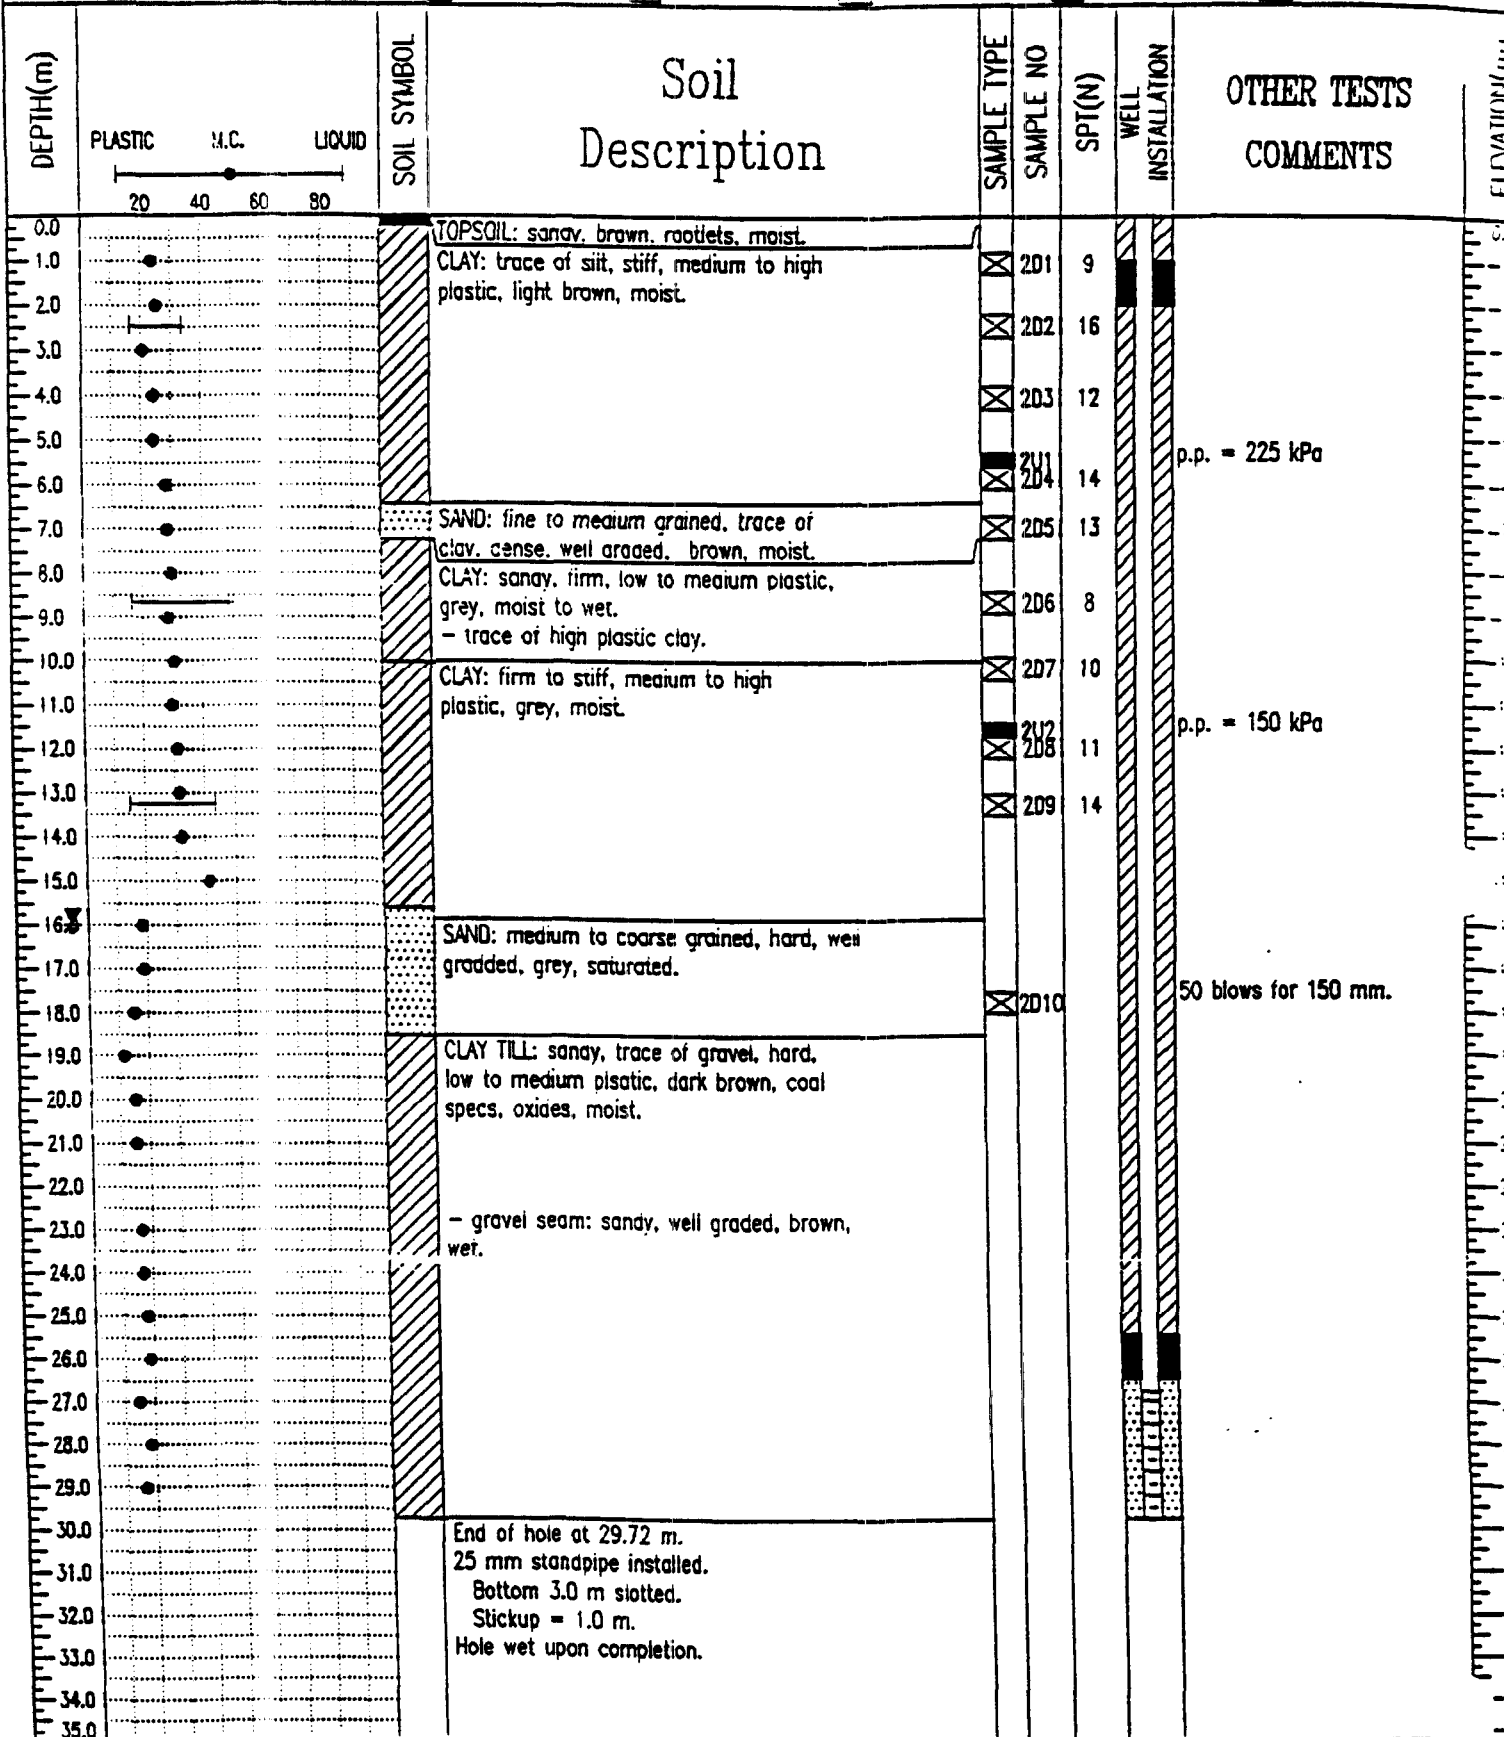 DEPTH(m)
PLASTIC M.C. LIQUID
20 40 60 80
SOIL SYMBOL
Soil
Description
SAMPLE TYPE
SAMPLE NO
SPT(N)
WELL
INSTALLATION
OTHER TESTS
COMMENTS
0.0
TOPSOIL: sandy, brown, rootlets, moist.
1.0
CLAY: trace of silt, stiff, medium to high
2D1 9
plastic, light brown, moist.
2.0
2D2 16
3.0
4.0
2D3 12
5.0
2U1
p.p. = 225 kPa
6.0
2D4 14
SAND: fine to medium grained, trace of
7.0
2D5 13
clay, dense, well graded, brown, moist.
8.0
CLAY: sandy, firm, low to medium plastic,
grey, moist to wet.
2D6 8
9.0
- trace of high plastic clay.
10.0
2D7 10
CLAY: firm to stiff, medium to high
plastic, grey, moist.
11.0
2U2
p.p. = 150 kPa
12.0
2D8 11
13.0
2D9 14
14.0
15.0
16.0
SAND: medium to coarse grained, hard, well
gradded, grey, saturated.
17.0
50 blows for 150 mm.
18.0
2D10
19.0
CLAY TILL: sandy, trace of gravel, hard,
low to medium plsatic, dark brown, coal
20.0
specs, oxides, moist.
21.0
22.0
23.0
- gravel seam: sandy, well graded, brown,
wet.
24.0
25.0
26.0
27.0
28.0
29.0
30.0
End of hole at 29.72 m.
25 mm standpipe installed.
31.0
Bottom 3.0 m slotted.
32.0
Stickup = 1.0 m.
Hole wet upon completion.
33.0
34.0
35.0